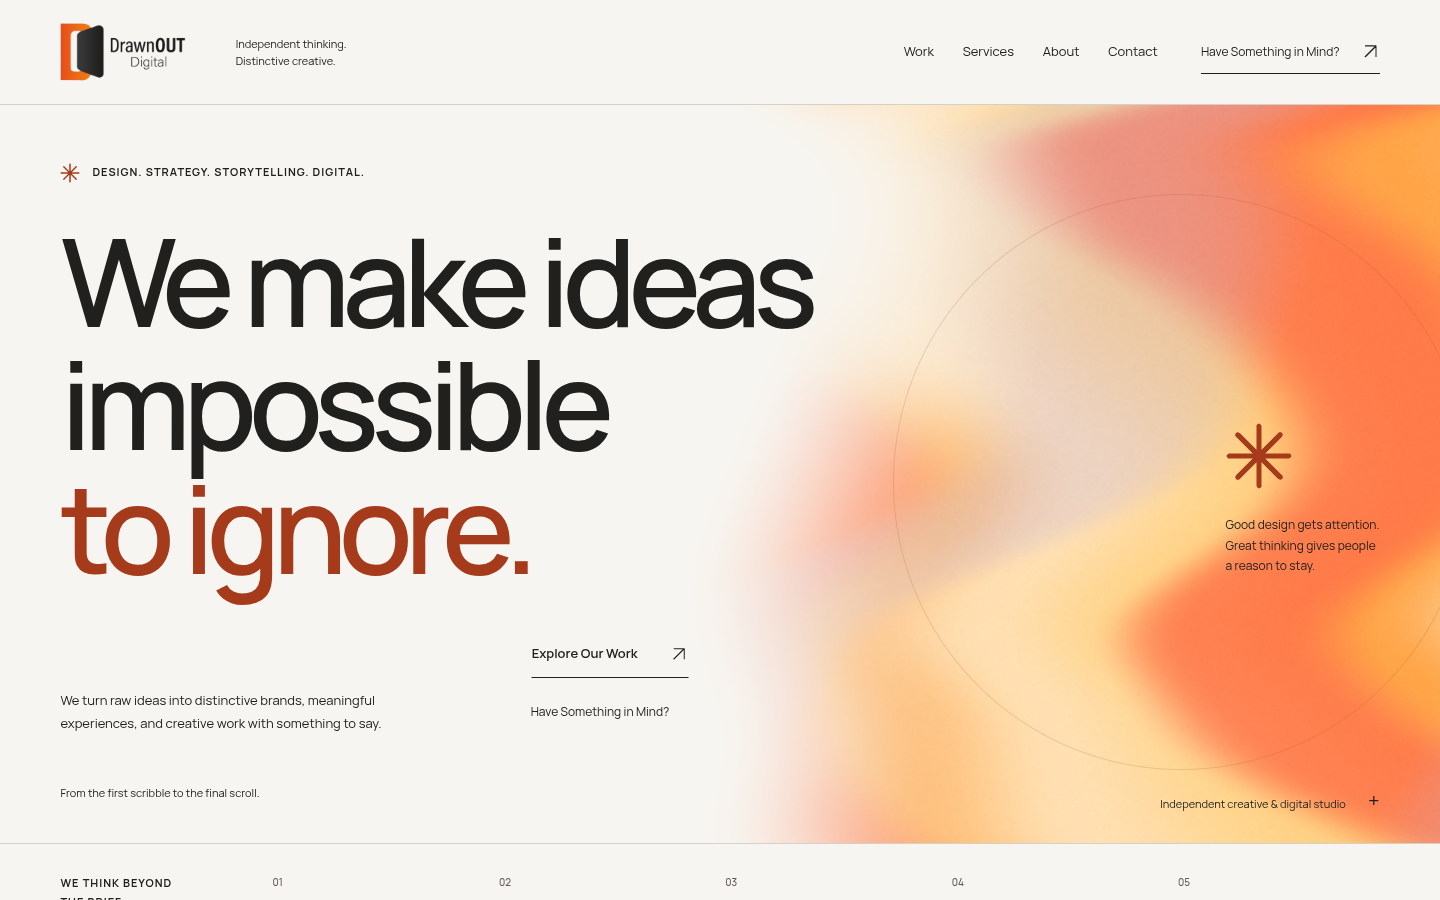 DrawnOUT
Digital
Independent thinking.
Distinctive creative.
Work
Services
About
Contact
Have Something in Mind?
DESIGN. STRATEGY. STORYTELLING. DIGITAL.
We make ideas
impossible
to ignore.
Good design gets attention.
Great thinking gives people
a reason to stay.
Explore Our Work
We turn raw ideas into distinctive brands, meaningful
experiences, and creative work with something to say.
Have Something in Mind?
From the first scribble to the final scroll.
Independent creative & digital studio
+
WE THINK BEYOND
THE BRIEF
01
02
03
04
05